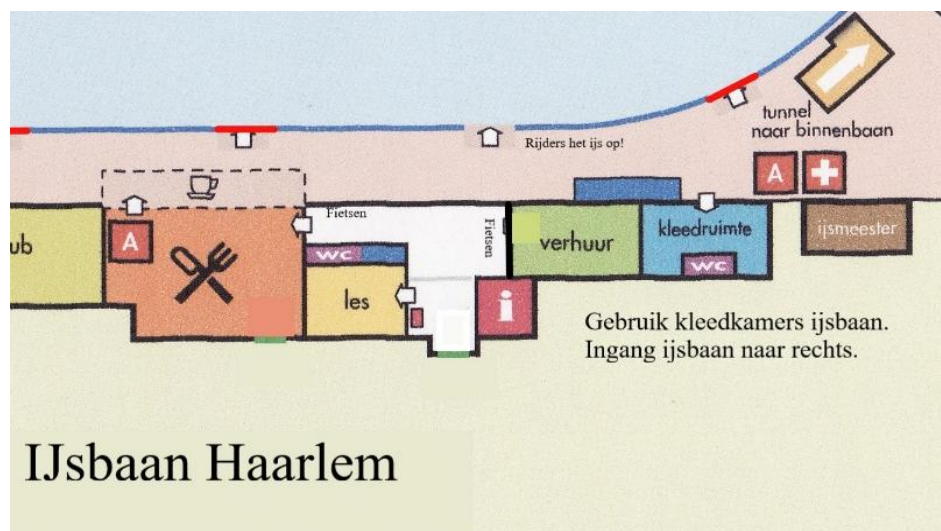 tunnel
naar binnenbaan
Rijders het ijs op!
A
A
Fietsen
Fietsen
ub
verhuur
kleedruimte
ijsmeester
wc
wc
les
i
Gebruik kleedkamers ijsbaan.
Ingang ijsbaan naar rechts.
IJsbaan Haarlem